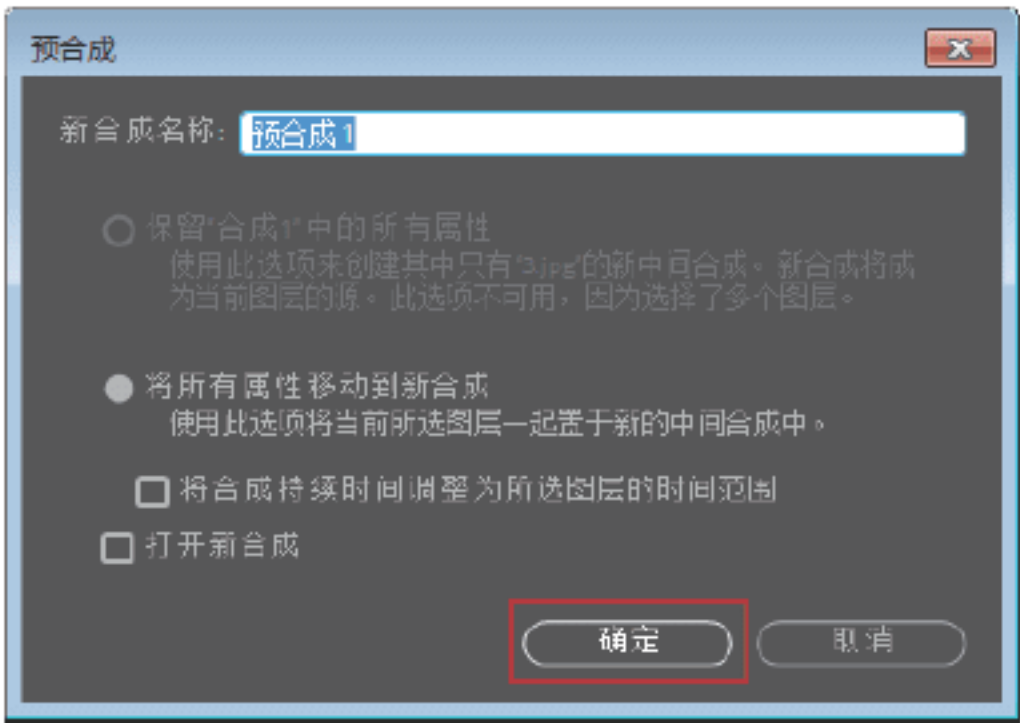 预合成
新合成名称: 预合成 1
保留“合成1”中的所有属性
使用此选项来创建其中只有“3.jpg”的新中间合成。新合成将成
为当前图层的源。此选项不可用，因为选择了多个图层。
将所有属性移动到新合成
使用此选项将当前所选图层一起置于新的中间合成中。
将合成持续时间调整为所选图层的时间范围
打开新合成
确定
取消